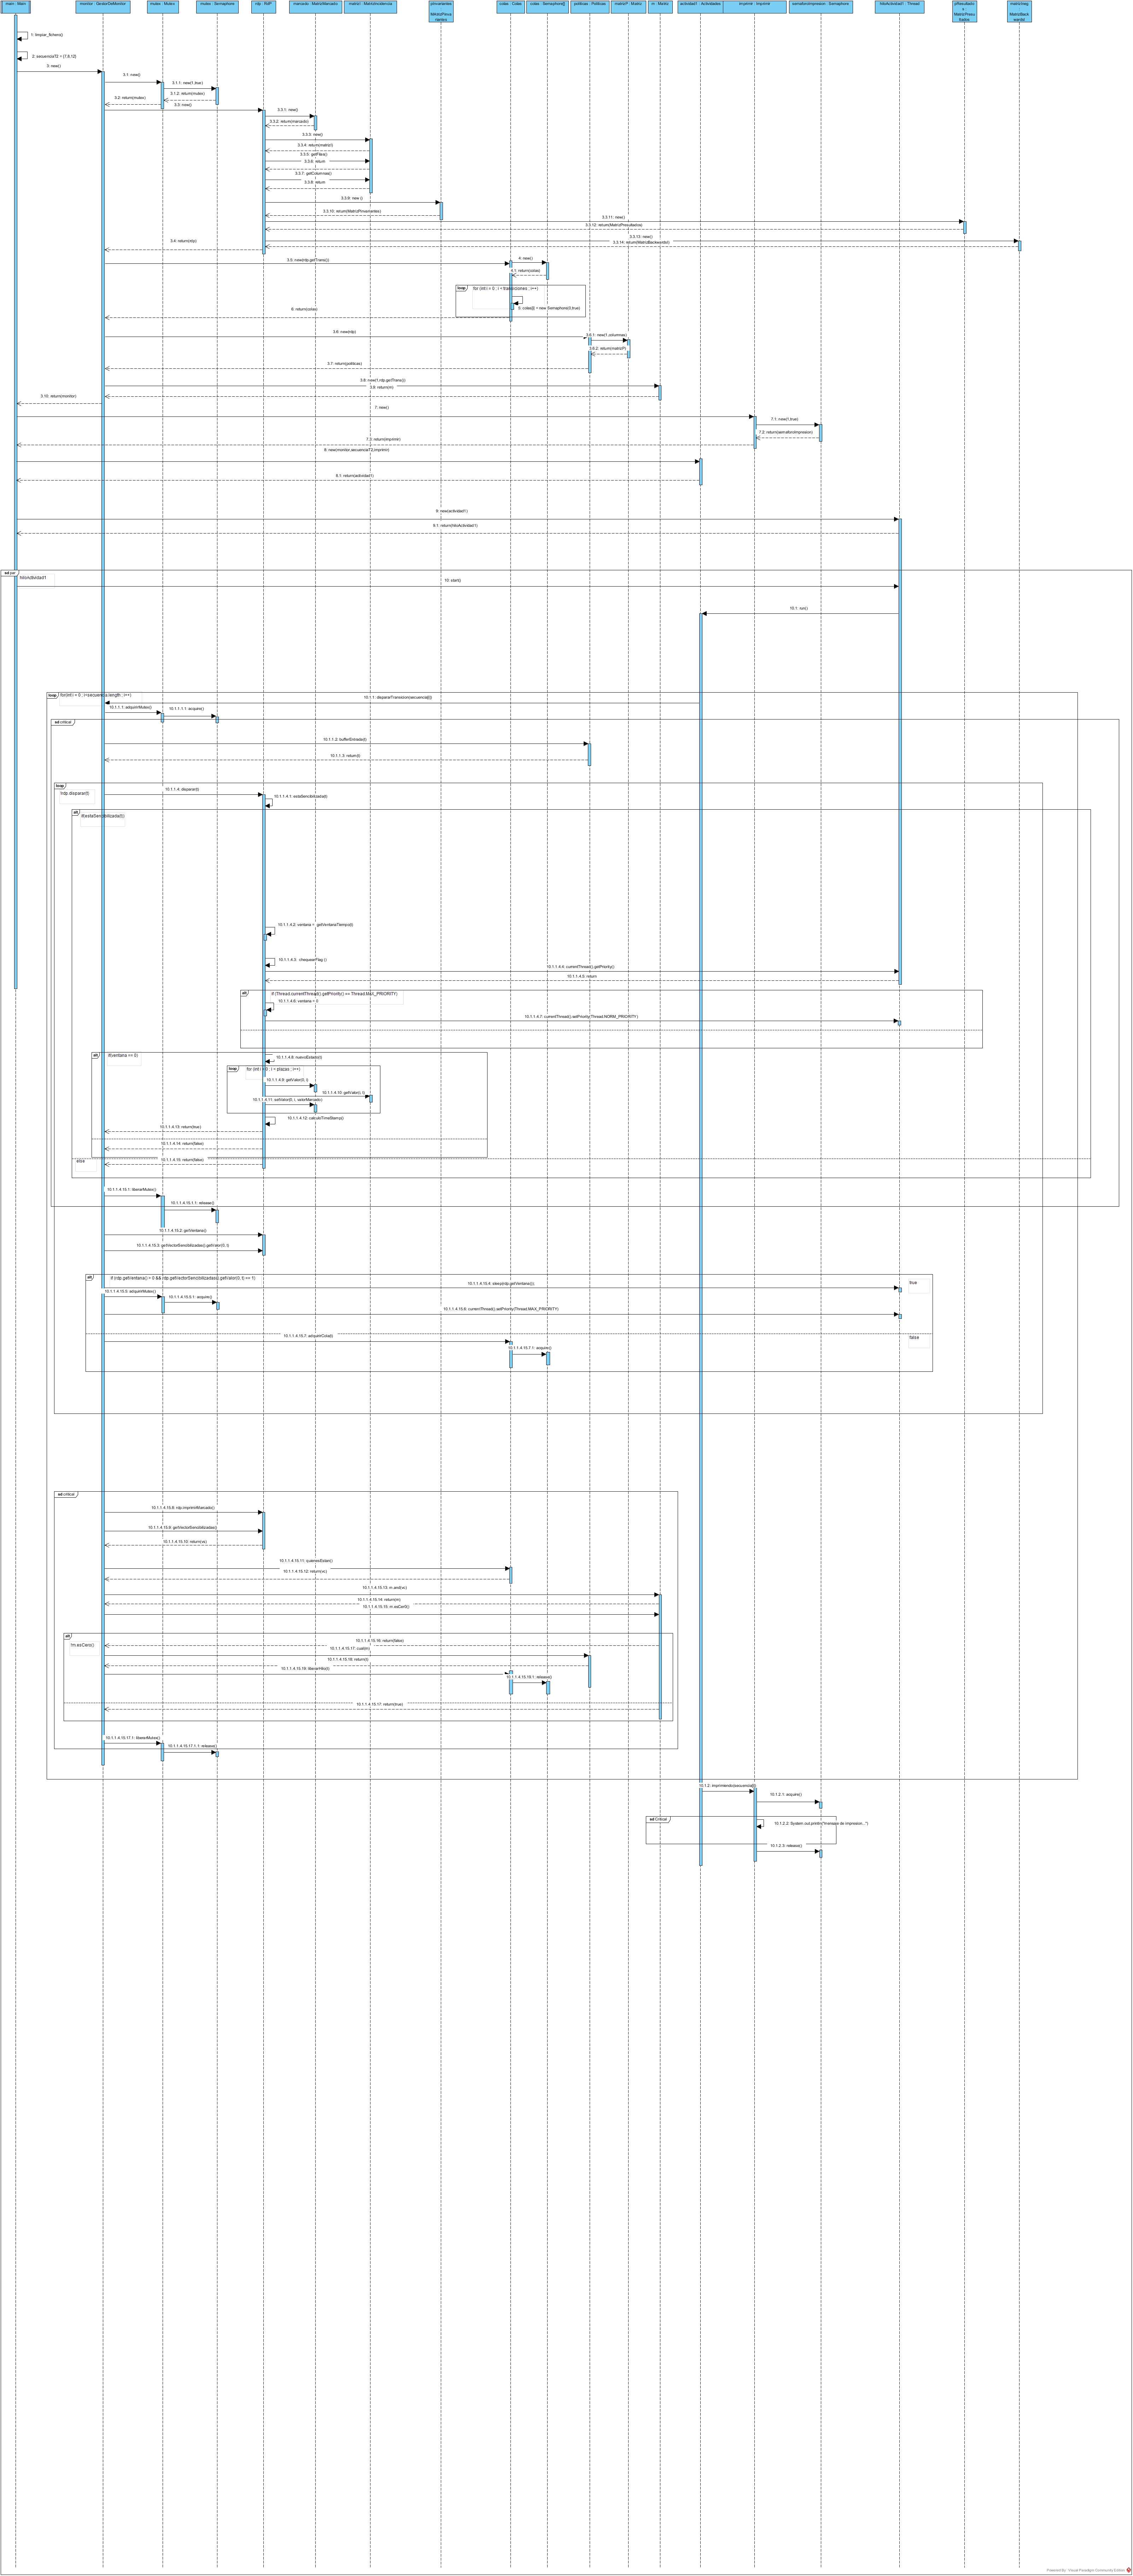 main : Main
monitor : GestorDeMonitor
mutex : Mutex
mutex : Semaphore
rdp : RdP
marcado : MatrizMarcado
matrizI : MatrizIncidencia
colas : Colas
colas : Semaphore[]
politicas : Politicas
matrizP : Matriz
m : Matriz
actividad1 : Actividades
imprimir : Imprimir
semaforoImpresion : Semaphore
hiloActividad1 : Thread
3: new()
3.1: new()
3.1.1: new(1,true)
3.1.2: return(mutex)
3.2: return(mutex)
3.3: new()
3.3.1: new()
3.3.2: return(marcado)
3.3.3: new()
3.3.4: return(matrizI)
3.3.5: getFilas()
3.3.6: return
3.3.7: getColumnas()
3.3.8: return
3.3.9: new ()
3.3.10: return(MatrizPinvariantes)
3.3.11: new()
3.3.12: return(MatrizPresultados)
3.3.13: new()
3.3.14: return(MatrizBackwardst)
3.4: return(rdp)
3.5: new(rdp.getTrans())
4: new()
4.1: return(colas)
loop
for (int i = 0 ; i < transiciones ; i++)
5: colas[i] = new Semaphore(0,true)
6: return(colas)
3.6: new(rdp)
3.6.1: new(1,columnas)
3.6.2: return(matrizP)
3.7: return(politicas)
3.8: new(1,rdp.getTrans())
3.9: return(m)
3.10: return(monitor)
7: new()
7.1: new(1,true)
7.2: return(semaforoImpresion)
8: new(monitor,secuenciaT2,imprimir)
8.1: return(actividad1)
9: new(actividad1)
9.1: return(hiloActividad1)
sd par
hiloActividad1
10: start()
10.1: run()
loop
for(int i = 0 ; i<secuencia.length ; i++)
10.1.1: dispararTransicion(secuencia[i])
10.1.1.1: adquirirMutex()
10.1.1.1.1: acquire()
sd critical
10.1.1.2: bufferEntrada(t)
10.1.1.3: return(t)
loop
!rdp.disparar(t)
10.1.1.4: disparar(t)
10.1.1.4.1: estaSensibilizada(t)
alt
if(estaSensibilizada(t))
10.1.1.4.2: ventana = getVentanaTiempo(t)
10.1.1.4.3: chequearFlag ()
10.1.1.4.4: currentThread().getPriority()
10.1.1.4.5: return
alt
if (Thread.currentThread().getPriority() == Thread.MAX_PRIORITY)
10.1.1.4.6: ventana = 0
10.1.1.4.7: currentThread().setPriority(Thread.NORM_PRIORITY)
alt
if(ventana == 0)
10.1.1.4.8: nuevoEstado(t)
loop
for (int i = 0 ; i < plazas ; i++)
10.1.1.4.9: getValor(0, i)
10.1.1.4.10: getValor(i, t)
10.1.1.4.11: setValor(0, i, valorMarcado)
10.1.1.4.12: calculoTimeStamp()
10.1.1.4.13: return(true)
10.1.1.4.14: return(false)
else
10.1.1.4.15: return(false)
10.1.1.4.15.1: liberarMutex()
10.1.1.4.15.1.1: release()
10.1.1.4.15.2: getVentana()
10.1.1.4.15.3: getVectorSensibilizadas().getValor(0, t)
alt
if (rdp.getVentana() > 0 && rdp.getVectorSensibilizadas().getValor(0, t) == 1)
10.1.1.4.15.4: sleep(rdp.getVentana())
true
10.1.1.4.15.5: adquirirMutex()
10.1.1.4.15.5.1: acquire()
10.1.1.4.15.6: currentThread().setPriority(Thread.MAX_PRIORITY)
false
10.1.1.4.15.7: adquirirCola(t)
10.1.1.4.15.7.1: acquire()
sd critical
10.1.1.4.15.8: rdp.imprimirMarcado()
10.1.1.4.15.9: getVectorSensibilizadas()
10.1.1.4.15.10: return(vs)
10.1.1.4.15.11: quienesEstan()
10.1.1.4.15.12: return(vc)
10.1.1.4.15.13: m.and(vc)
10.1.1.4.15.14: return(m)
10.1.1.4.15.15: m.esCer0()
alt
!m.esCero()
10.1.1.4.15.16: return(false)
10.1.1.4.15.17: cual(m)
10.1.1.4.15.18: return(t)
10.1.1.4.15.19: liberarHilo(t)
10.1.1.4.15.19.1: release()
10.1.1.4.15.17: return(true)
10.1.1.4.15.17.1: liberarMutex()
10.1.1.4.15.17.1.1: release()
10.1.2: imprimiendo(secuencia[i])
10.1.2.1: acquire()
sd Critical
10.1.2.2: System.out.println("mensaje de impresion...")
10.1.2.3: release()
Powered By Visual Paradigm Community Edition